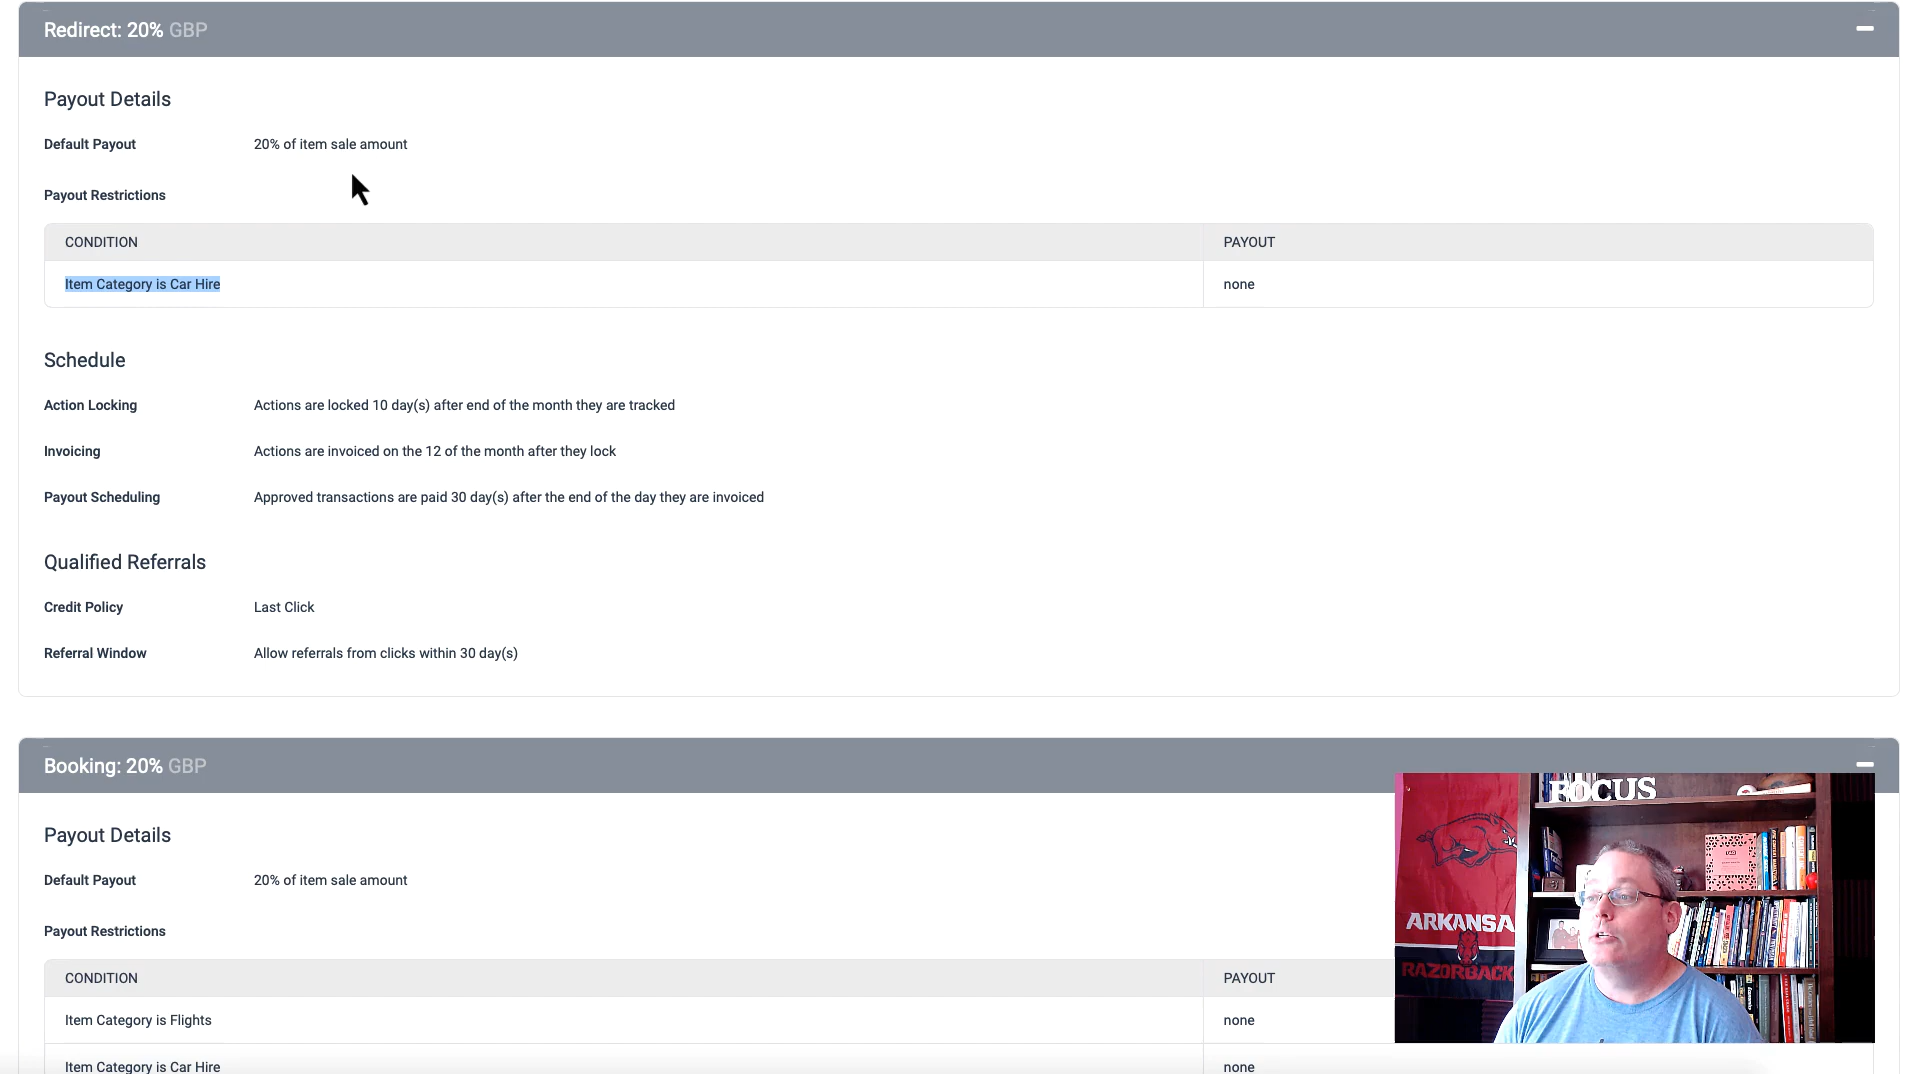 Redirect: 20% GBP
Payout Details
Default Payout 20% of item sale amount
Payout Restrictions
CONDITION PAYOUT
Item Category is Car Hire none
Schedule
Action Locking Actions are locked 10 day(s) after end of the month they are tracked
Invoicing Actions are invoiced on the 12 of the month after they lock
Payout Scheduling Approved transactions are paid 30 day(s) after the end of the day they are invoiced
Qualified Referrals
Credit Policy Last Click
Referral Window Allow referrals from clicks within 30 day(s)
Booking: 20% GBP
Payout Details
Default Payout 20% of item sale amount
Payout Restrictions
CONDITION PAYOUT
Item Category is Flights none
Item Category is Car Hire none
FOCUS
ARKANSA
RAZORBACK